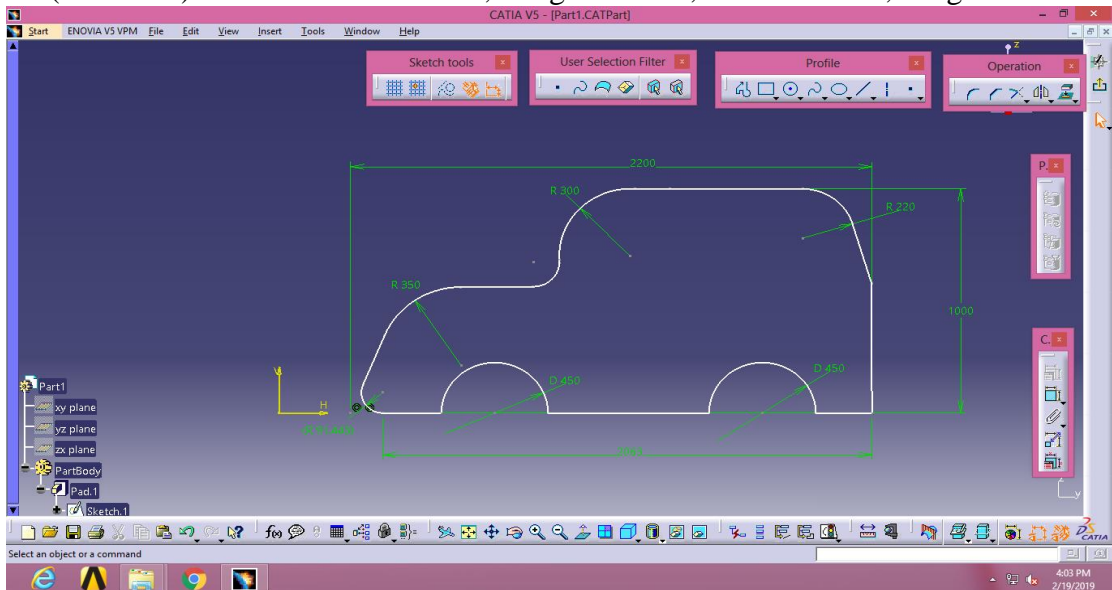 CATIA V5 - [Part1.CATPart]
Start ENOVIA V5 VPM File Edit View Insert Tools Window Help
Sketch tools
User Selection Filter
Profile
Operation
P.
C.
z
2200
R 300
R 220
R 350
1000
D 450
D 450
V
H
Part1
xy plane
yz plane
zx plane
PartBody
Pad.1
Sketch.1
f(x)
CATIA
Select an object or a command
4:03 PM
2/19/2019